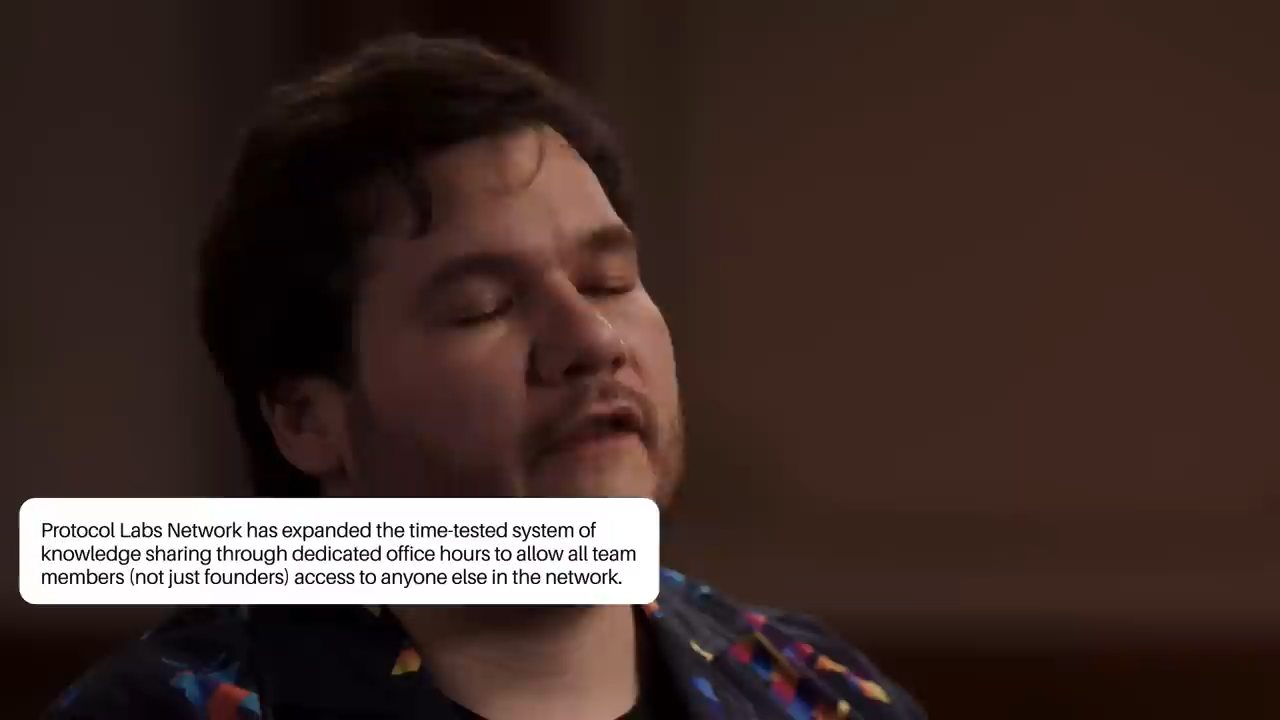 Protocol Labs Network has expanded the time-tested system of
knowledge sharing through dedicated office hours to allow all team
members (not just founders) access to anyone else in the network.